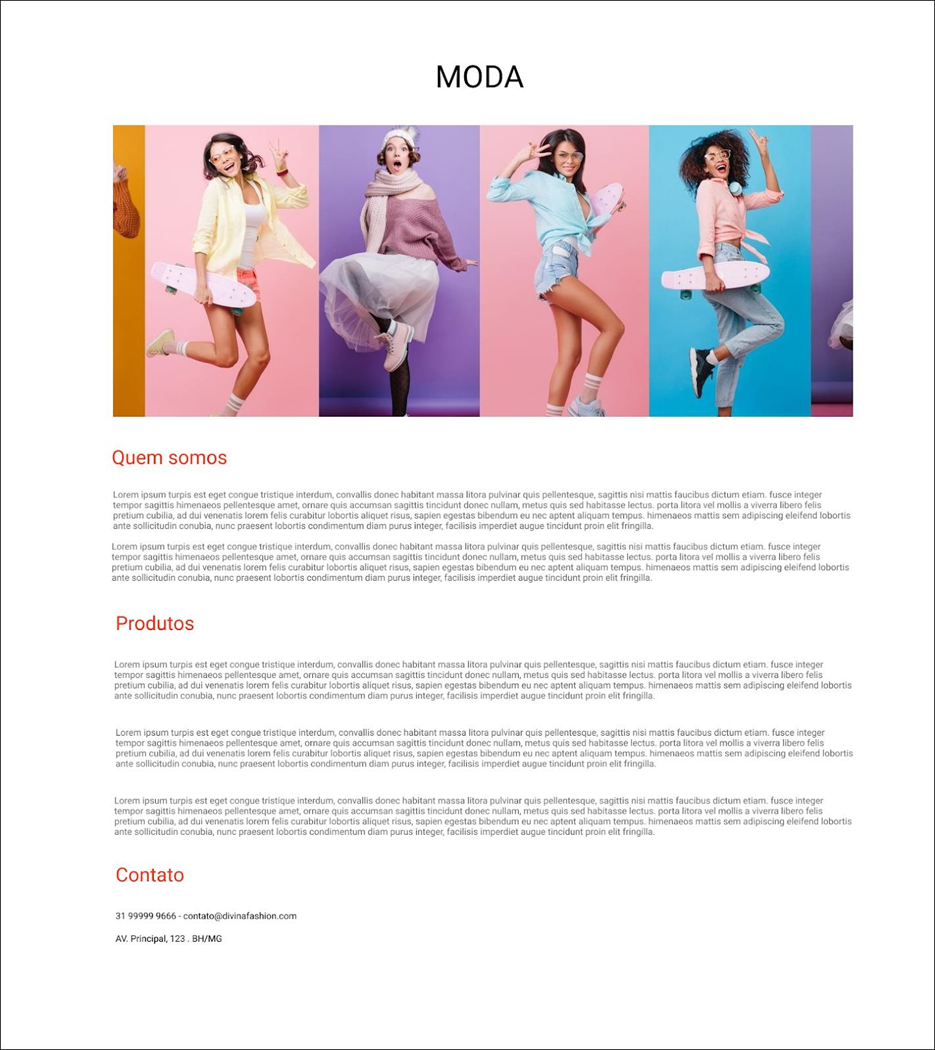 MODA
Quem somos
Lorem ipsum turpis est eget congue tristique interdum, convallis donec habitant massa litora pulvinar quis pellentesque, sagittis nisi mattis faucibus dictum etiam. fusce integer
tempor sagittis himenaeos pellentesque amet, ornare quis accumsan sagittis tincidunt donec nullam, metus quis sed habitasse lectus. porta litora vel mollis a viverra libero felis
pretium cubilia, ad dui venenatis lorem felis curabitur lobortis aliquet risus, sapien egestas bibendum eu nec aptent aliquam tempus. himenaeos mattis sem adipiscing eleifend lobortis
ante sollicitudin conubia, nunc praesent lobortis condimentum diam purus integer, facilisis imperdiet augue tincidunt proin elit fringilla.
Lorem ipsum turpis est eget congue tristique interdum, convallis donec habitant massa litora pulvinar quis pellentesque, sagittis nisi mattis faucibus dictum etiam. fusce integer
tempor sagittis himenaeos pellentesque amet, ornare quis accumsan sagittis tincidunt donec nullam, metus quis sed habitasse lectus. porta litora vel mollis a viverra libero felis
pretium cubilia, ad dui venenatis lorem felis curabitur lobortis aliquet risus, sapien egestas bibendum eu nec aptent aliquam tempus. himenaeos mattis sem adipiscing eleifend lobortis
ante sollicitudin conubia, nunc praesent lobortis condimentum diam purus integer, facilisis imperdiet augue tincidunt proin elit fringilla.
Produtos
Lorem ipsum turpis est eget congue tristique interdum, convallis donec habitant massa litora pulvinar quis pellentesque, sagittis nisi mattis faucibus dictum etiam. fusce integer
tempor sagittis himenaeos pellentesque amet, ornare quis accumsan sagittis tincidunt donec nullam, metus quis sed habitasse lectus. porta litora vel mollis a viverra libero felis
pretium cubilia, ad dui venenatis lorem felis curabitur lobortis aliquet risus, sapien egestas bibendum eu nec aptent aliquam tempus. himenaeos mattis sem adipiscing eleifend lobortis
ante sollicitudin conubia, nunc praesent lobortis condimentum diam purus integer, facilisis imperdiet augue tincidunt proin elit fringilla.
Lorem ipsum turpis est eget congue tristique interdum, convallis donec habitant massa litora pulvinar quis pellentesque, sagittis nisi mattis faucibus dictum etiam. fusce integer
tempor sagittis himenaeos pellentesque amet, ornare quis accumsan sagittis tincidunt donec nullam, metus quis sed habitasse lectus. porta litora vel mollis a viverra libero felis
pretium cubilia, ad dui venenatis lorem felis curabitur lobortis aliquet risus, sapien egestas bibendum eu nec aptent aliquam tempus. himenaeos mattis sem adipiscing eleifend lobortis
ante sollicitudin conubia, nunc praesent lobortis condimentum diam purus integer, facilisis imperdiet augue tincidunt proin elit fringilla.
Lorem ipsum turpis est eget congue tristique interdum, convallis donec habitant massa litora pulvinar quis pellentesque, sagittis nisi mattis faucibus dictum etiam. fusce integer
tempor sagittis himenaeos pellentesque amet, ornare quis accumsan sagittis tincidunt donec nullam, metus quis sed habitasse lectus. porta litora vel mollis a viverra libero felis
pretium cubilia, ad dui venenatis lorem felis curabitur lobortis aliquet risus, sapien egestas bibendum eu nec aptent aliquam tempus. himenaeos mattis sem adipiscing eleifend lobortis
ante sollicitudin conubia, nunc praesent lobortis condimentum diam purus integer, facilisis imperdiet augue tincidunt proin elit fringilla.
Contato
31 99999 9666 - contato@divinafashion.com
AV. Principal, 123 . BH/MG